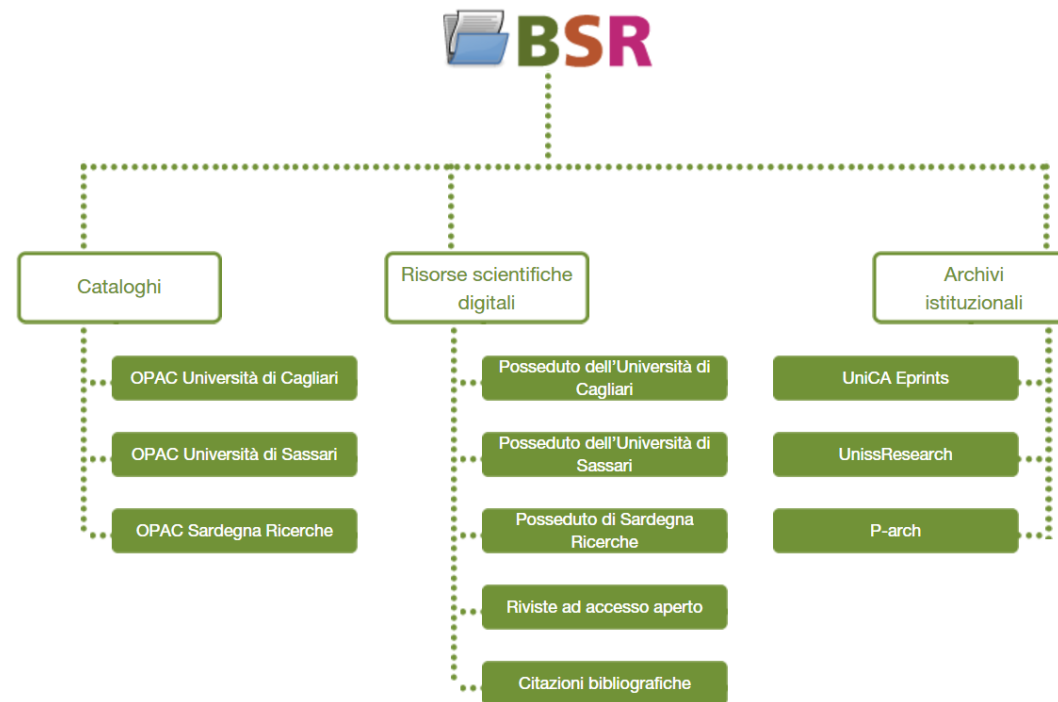 BSR
Cataloghi
OPAC Università di Cagliari
OPAC Università di Sassari
OPAC Sardegna Ricerche
Risorse scientifiche
digitali
Posseduto dell'Università di
Cagliari
Posseduto dell'Università di
Sassari
Posseduto di Sardegna
Ricerche
Riviste ad accesso aperto
Citazioni bibliografiche
Archivi
istituzionali
UniCA Eprints
UnissResearch
P-arch